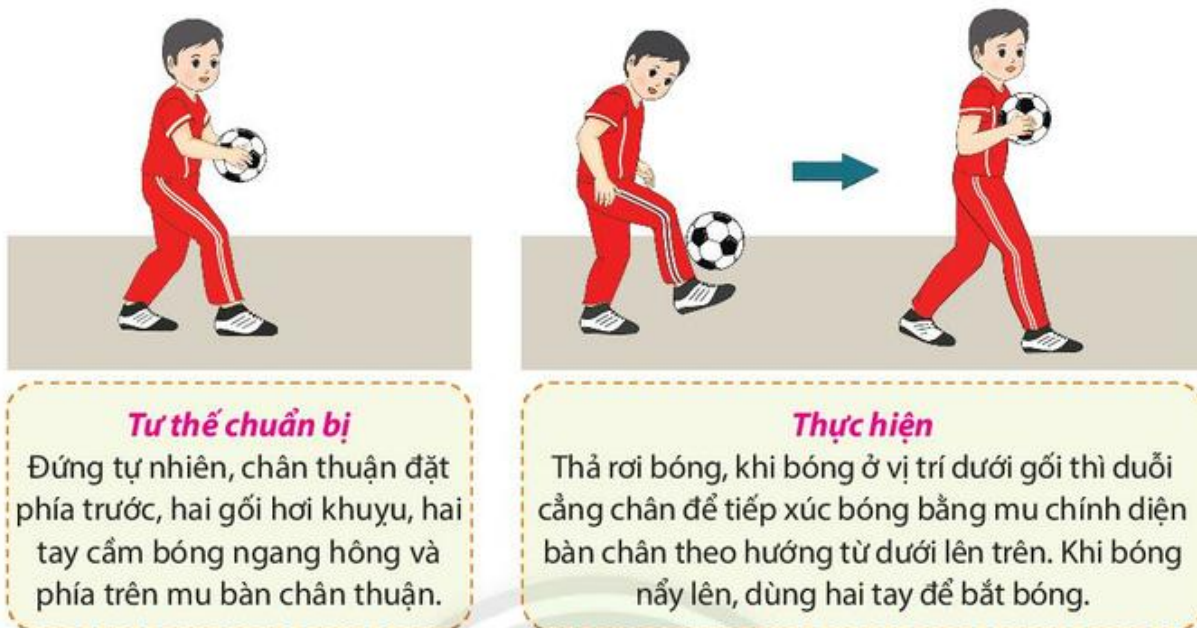 Tư thế chuẩn bị
Đứng tự nhiên, chân thuận đặt
phía trước, hai gối hơi khuỵu, hai
tay cầm bóng ngang hông và
phía trên mu bàn chân thuận.
Thực hiện
Thả rơi bóng, khi bóng ở vị trí dưới gối thì duỗi
cẳng chân để tiếp xúc bóng bằng mu chính diện
bàn chân theo hướng từ dưới lên trên. Khi bóng
nẩy lên, dùng hai tay để bắt bóng.